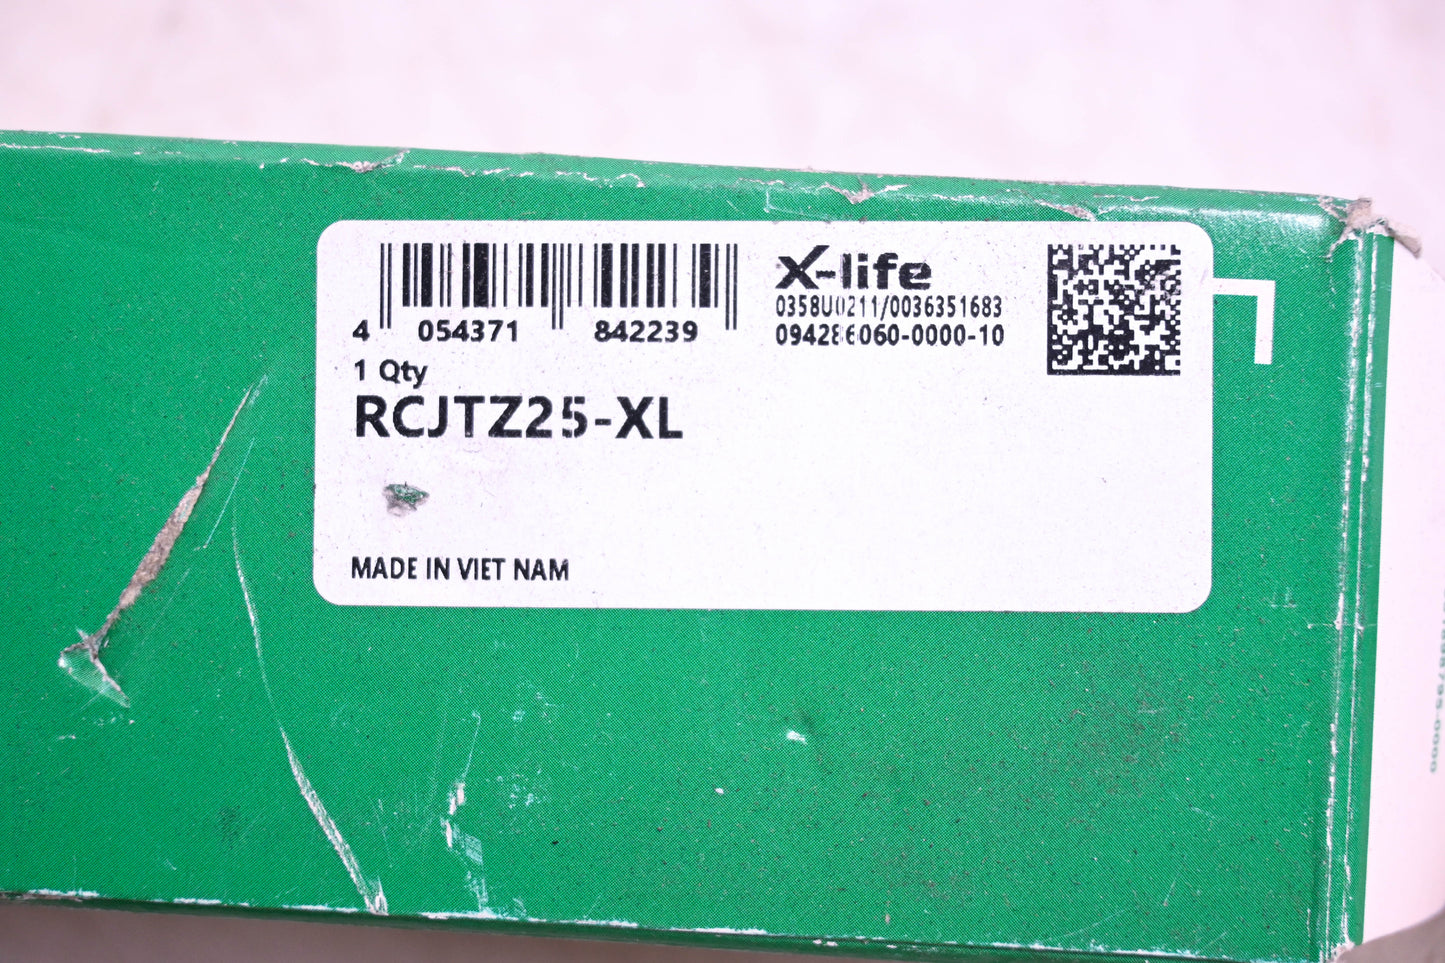 4 054371 842239
X-life
0358U0211/0036351683
094286060-0000-10
1 Qty
RCJTZ25-XL
MADE IN VIET NAM